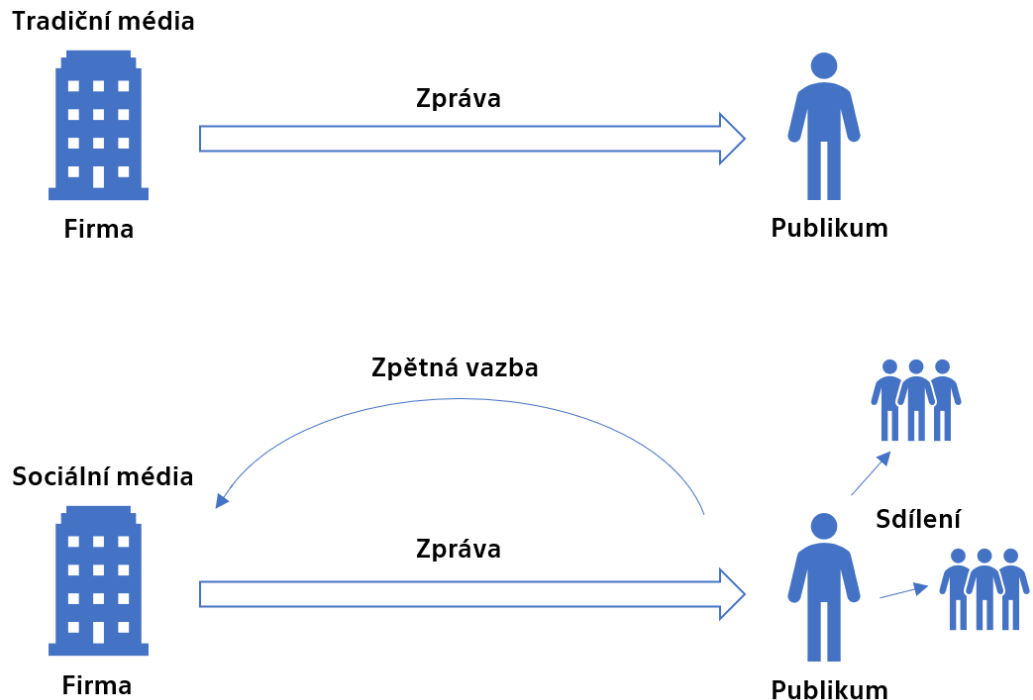 Tradiční média
Zpráva
Firma
Publikum
Zpětná vazba
Sociální média
Sdílení
Zpráva
Firma
Publikum